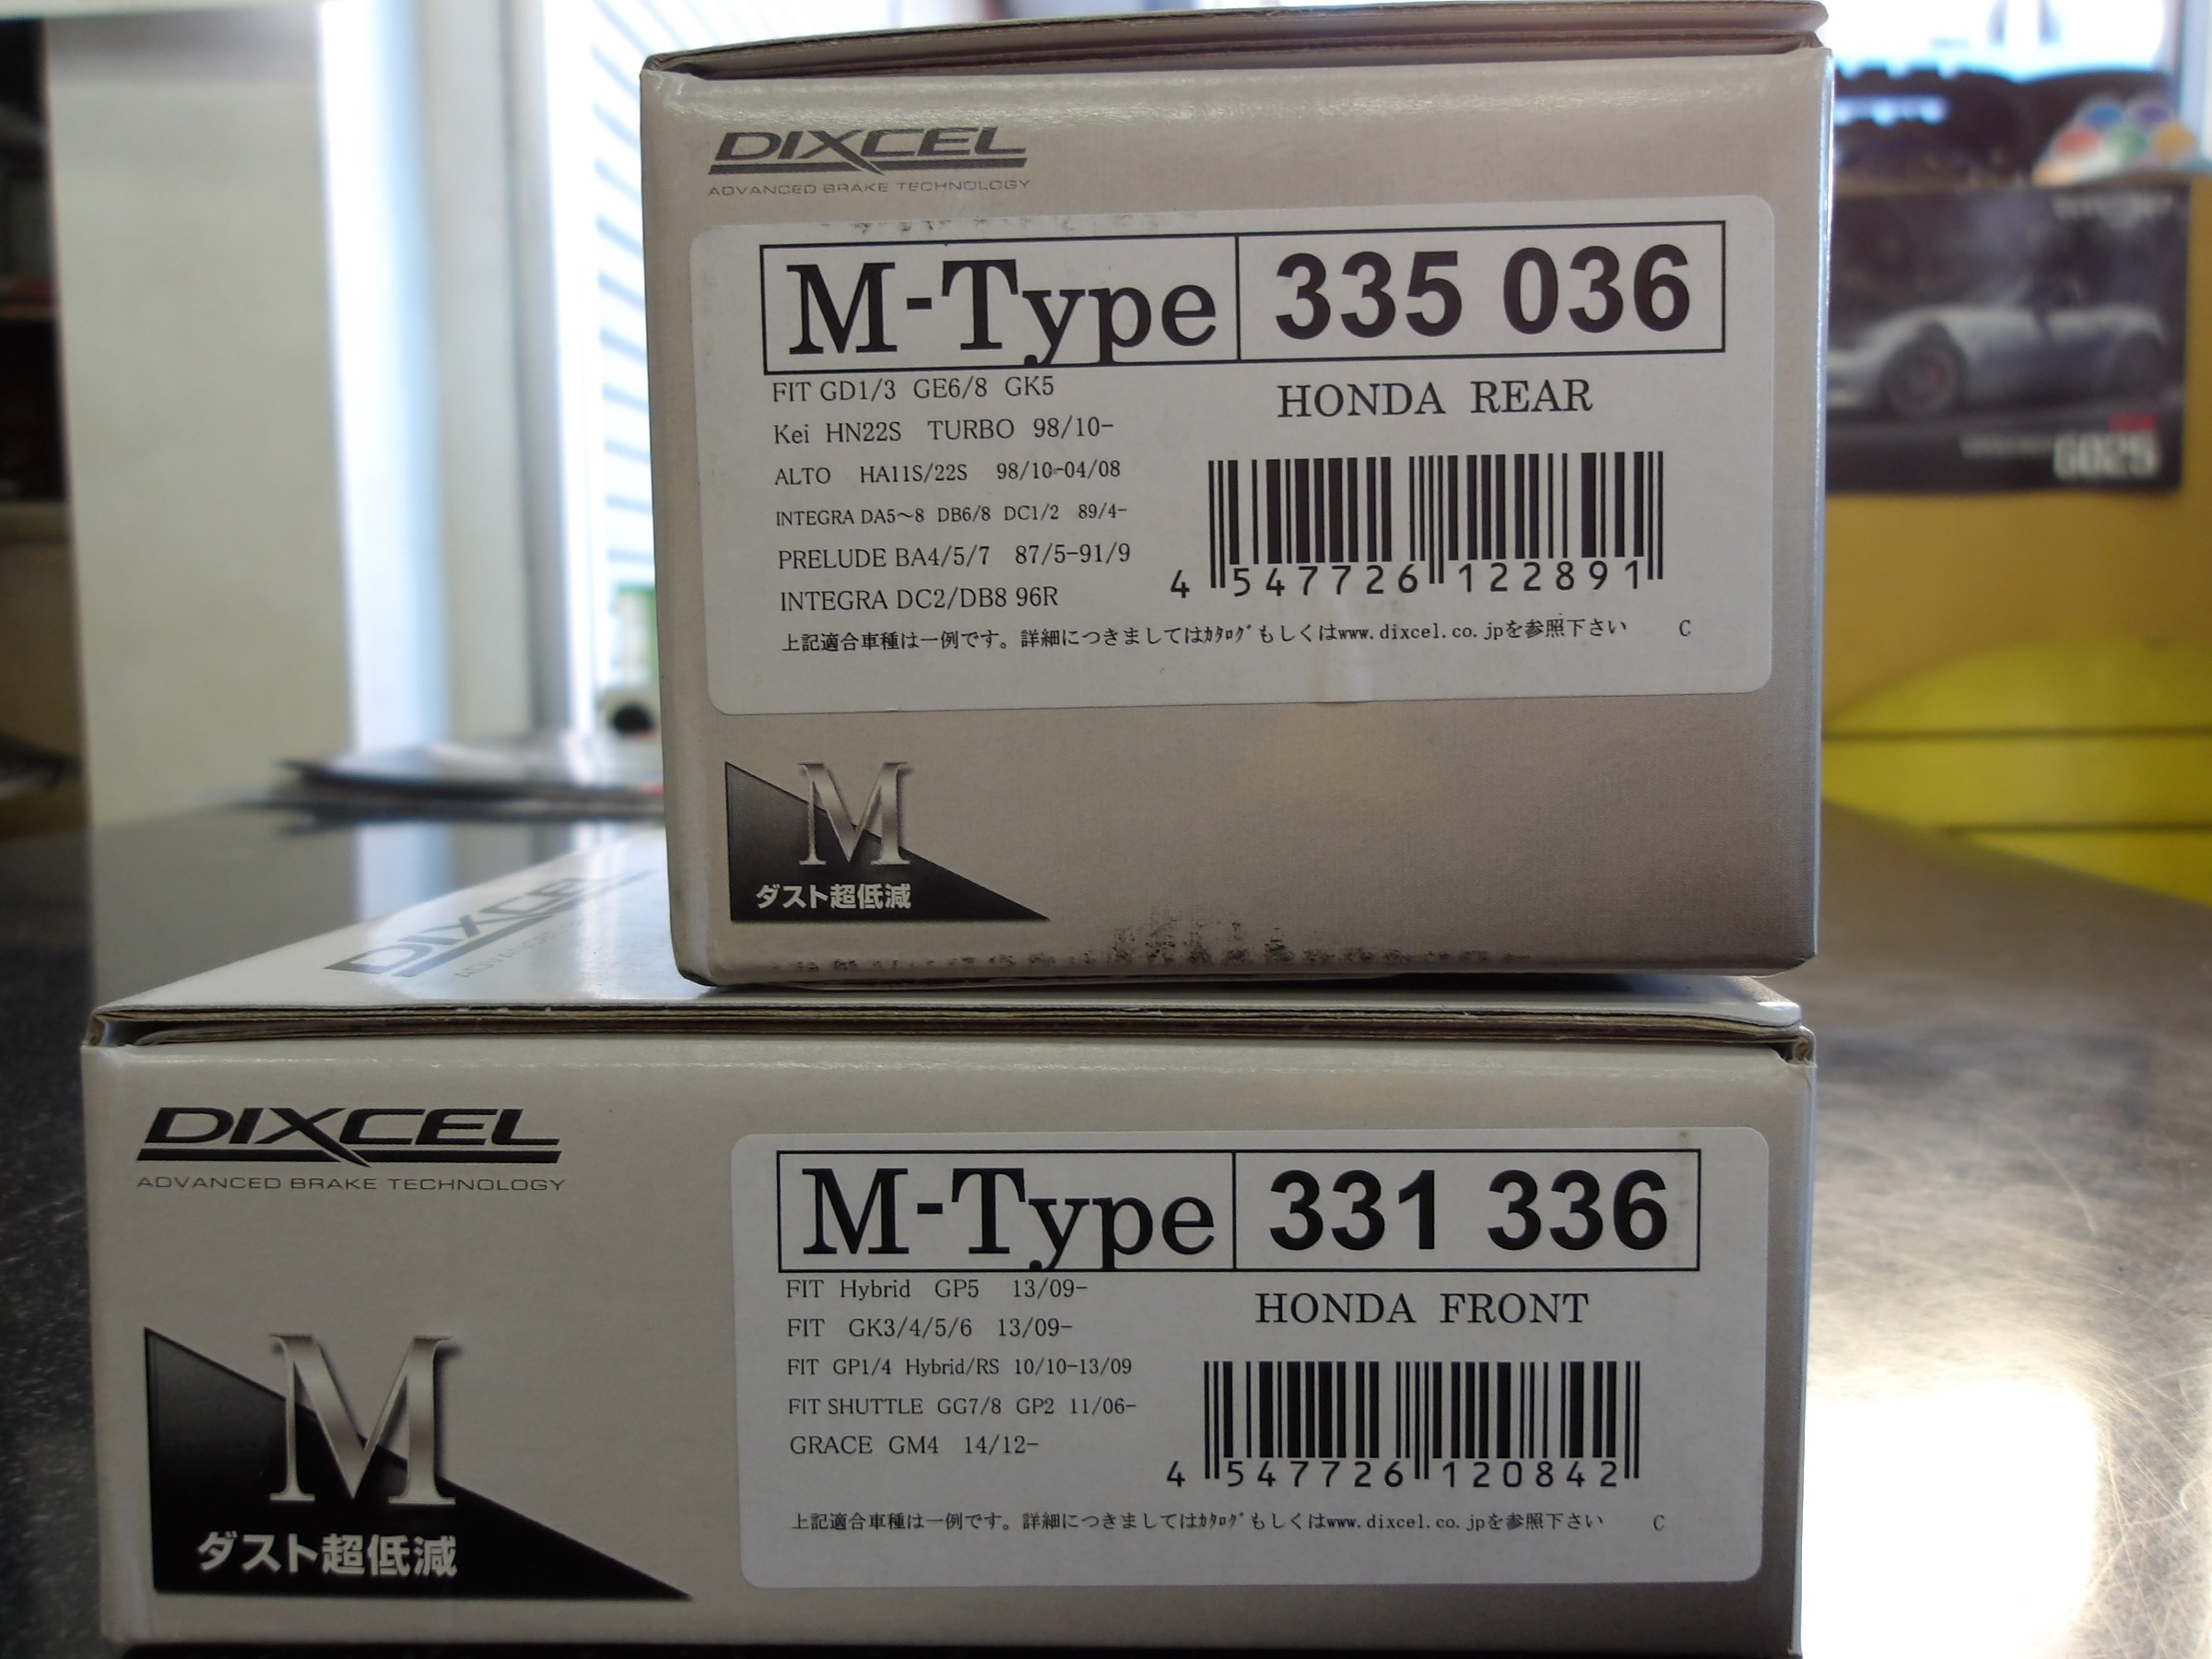 DIXCEL
ADVANCED BRAKE TECHNOLOGY
M-Type 335 036
FIT GD1/3 GE6/8 GK5
HONDA REAR
Kei HN22S TURBO 98/10-
ALTO HA11S/22S 98/10-04/08
INTEGRA DA5~8 DB6/8 DC1/2 89/4-
PRELUDE BA4/5/7 87/5-91/9
INTEGRA DC2/DB8 96R
4 547726 122891
上記適合車種は一例です。詳細につきましてはｶﾀﾛｸﾞもしくはwww.dixcel.co.jpを参照下さい C
M
ダスト超低減
DIXCEL
DIXCEL
ADVANCED BRAKE TECHNOLOGY
M-Type 331 336
FIT Hybrid GP5 13/09-
HONDA FRONT
FIT GK3/4/5/6 13/09-
FIT GP1/4 Hybrid/RS 10/10-13/09
FIT SHUTTLE GG7/8 GP2 11/06-
GRACE GM4 14/12-
4 547726 120842
上記適合車種は一例です。詳細につきましてはｶﾀﾛｸﾞもしくはwww.dixcel.co.jpを参照下さい C
M
ダスト超低減